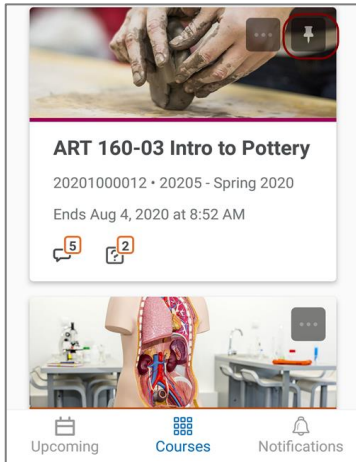 ART 160-03 Intro to Pottery
20201000012 • 20205 - Spring 2020
Ends Aug 4, 2020 at 8:52 AM
5 2
Upcoming Courses Notifications